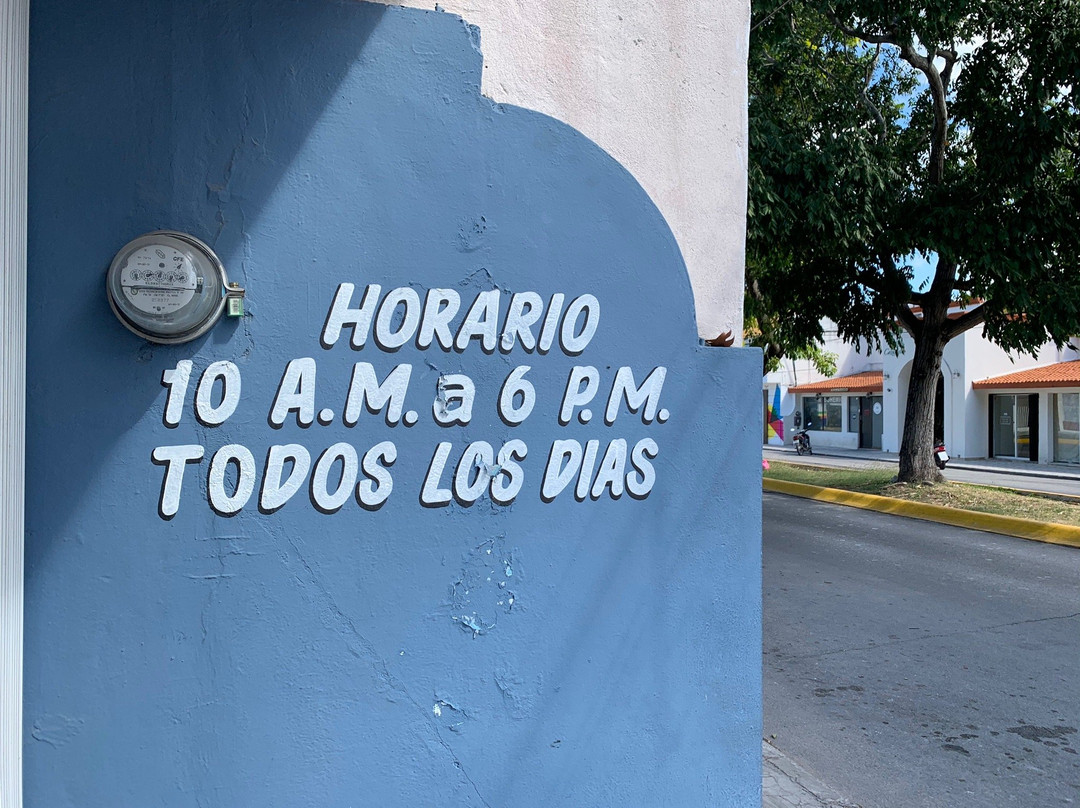 HORARIO
10 A.M. a 6 P.M.
TODOS LOS DIAS